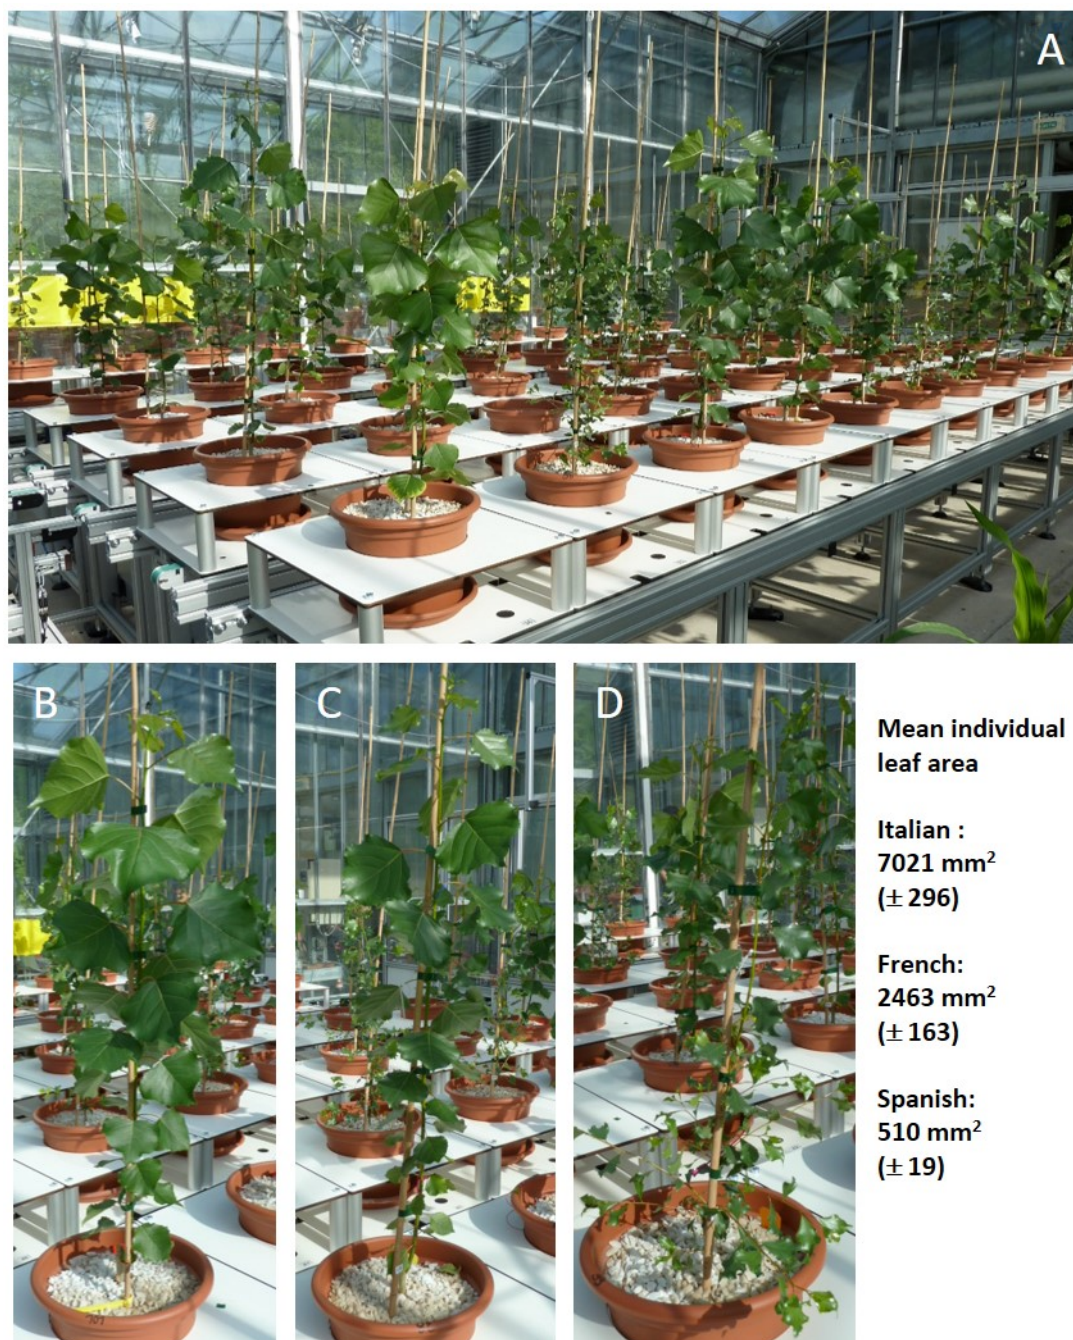 A
B
C
D
Mean individual
leaf area
Italian :
7021 mm²
(± 296)
French:
2463 mm²
(± 163)
Spanish:
510 mm²
(± 19)